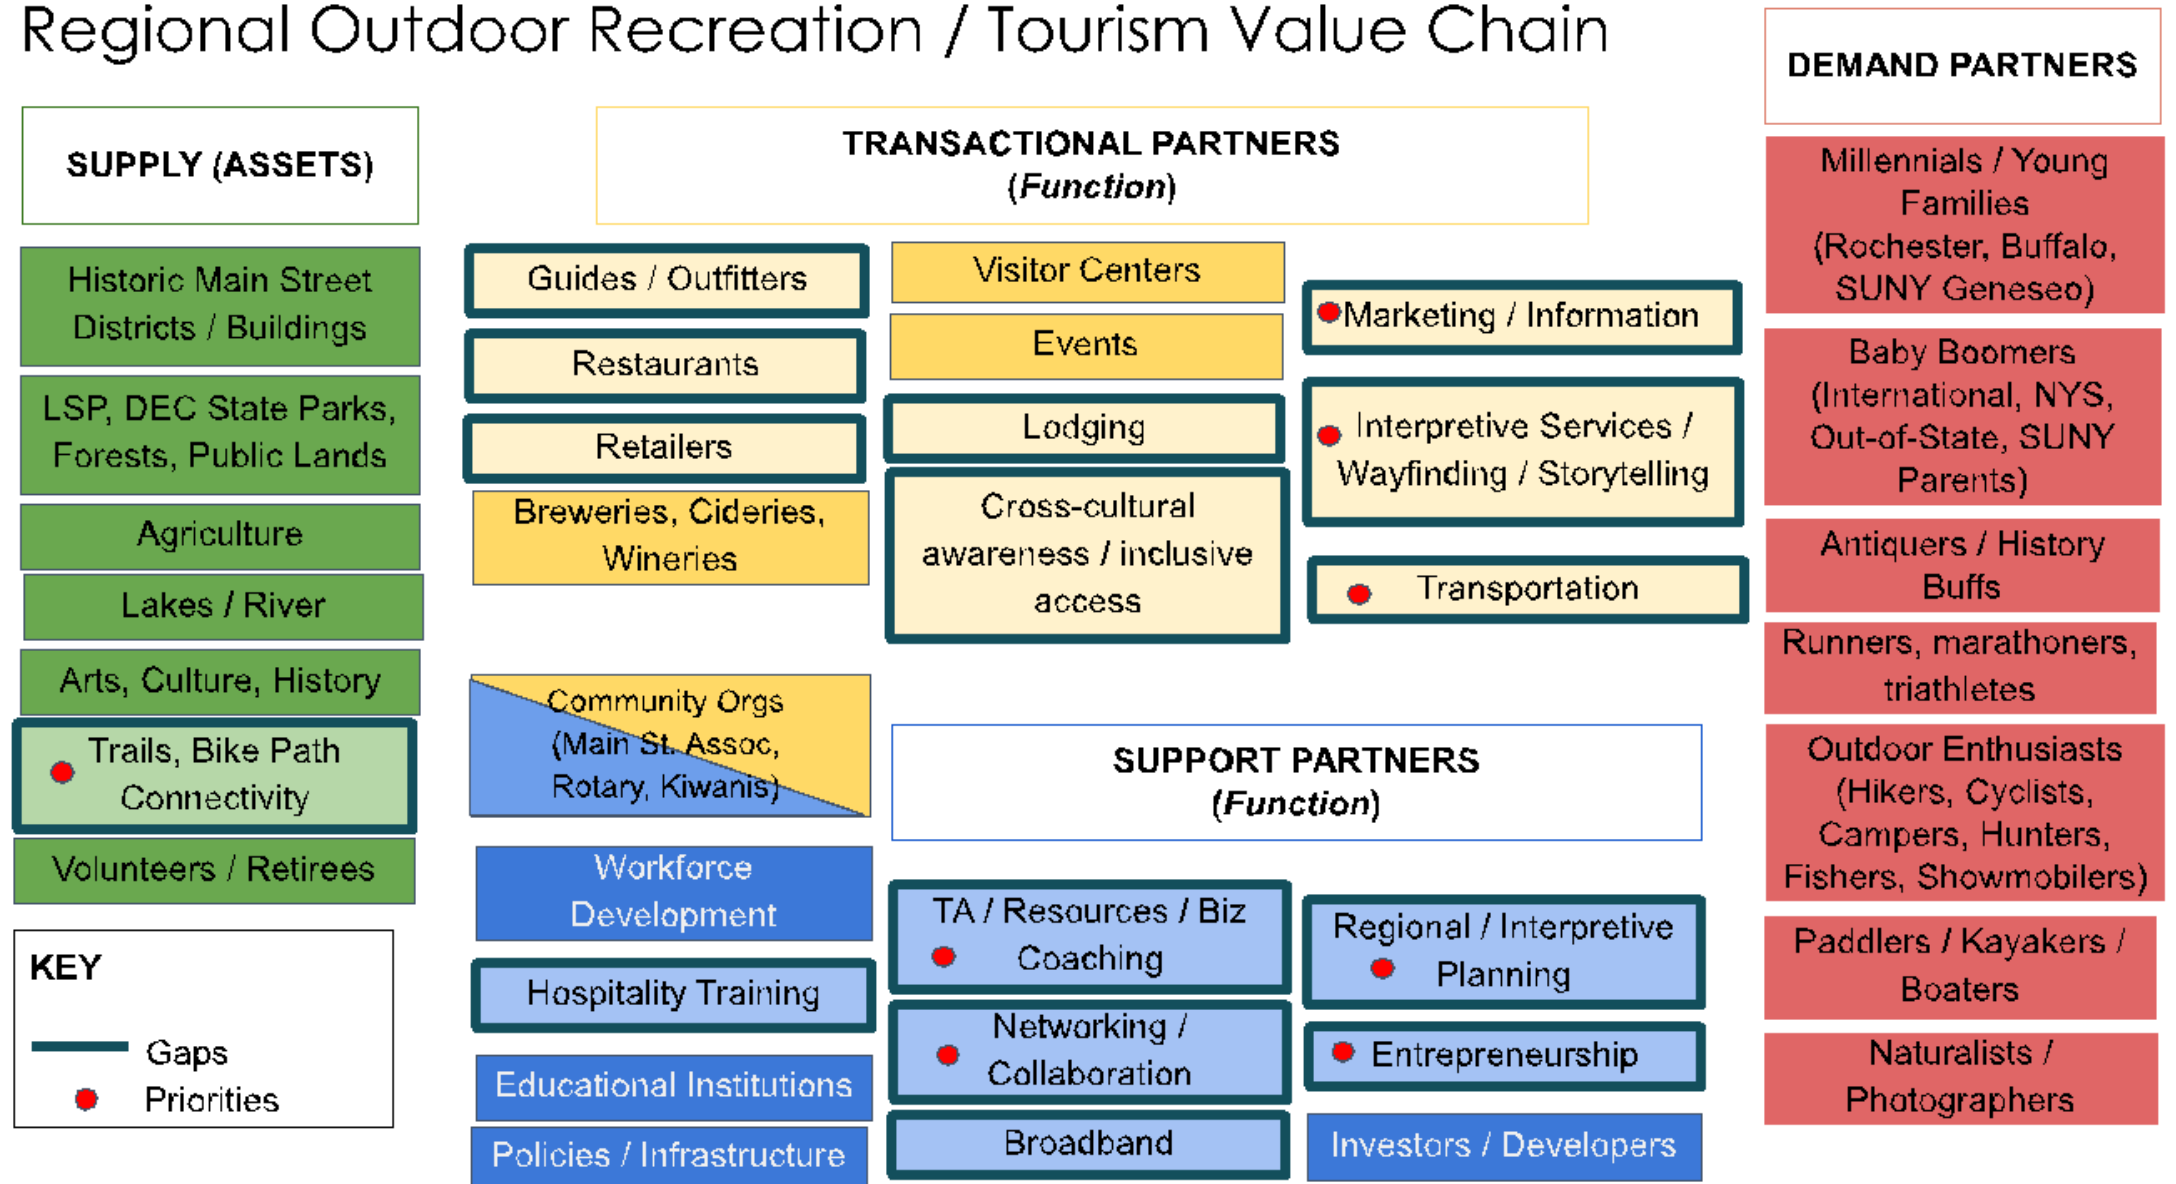 Regional Outdoor Recreation / Tourism Value Chain
SUPPLY (ASSETS)
Historic Main Street
Districts / Buildings
LSP, DEC State Parks,
Forests, Public Lands
Agriculture
Lakes / River
Arts, Culture, History
Trails, Bike Path
Connectivity
Volunteers / Retirees
KEY
Gaps
Priorities
TRANSACTIONAL PARTNERS
(Function)
Guides / Outfitters
Restaurants
Retailers
Breweries, Cideries,
Wineries
Visitor Centers
Events
Lodging
Cross-cultural
awareness / inclusive
access
Marketing / Information
Interpretive Services /
Wayfinding / Storytelling
Transportation
Community Orgs
(Main St. Assoc,
Rotary, Kiwanis)
SUPPORT PARTNERS
(Function)
Workforce
Development
Hospitality Training
Educational Institutions
Policies / Infrastructure
TA / Resources / Biz
Coaching
Networking /
Collaboration
Broadband
Regional / Interpretive
Planning
Entrepreneurship
Investors / Developers
DEMAND PARTNERS
Millennials / Young
Families
(Rochester, Buffalo,
SUNY Geneseo)
Baby Boomers
(International, NYS,
Out-of-State, SUNY
Parents)
Antiquers / History
Buffs
Runners, marathoners,
triathletes
Outdoor Enthusiasts
(Hikers, Cyclists,
Campers, Hunters,
Fishers, Showmobilers)
Paddlers / Kayakers /
Boaters
Naturalists /
Photographers